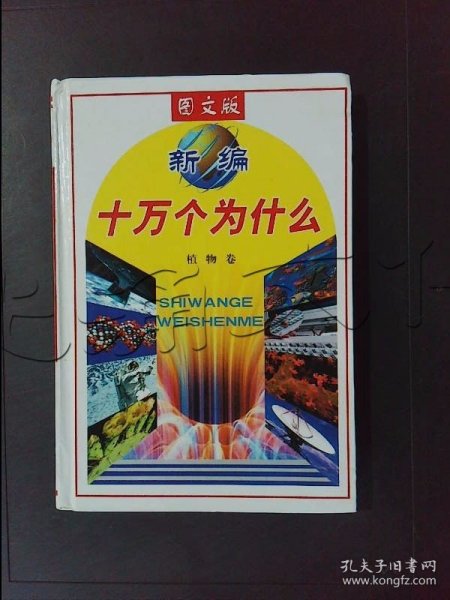 图文版
新编
十万个为什么
植物卷
SHIWANGE
WEISHENME
孔夫子旧书网
www.kongfz.com